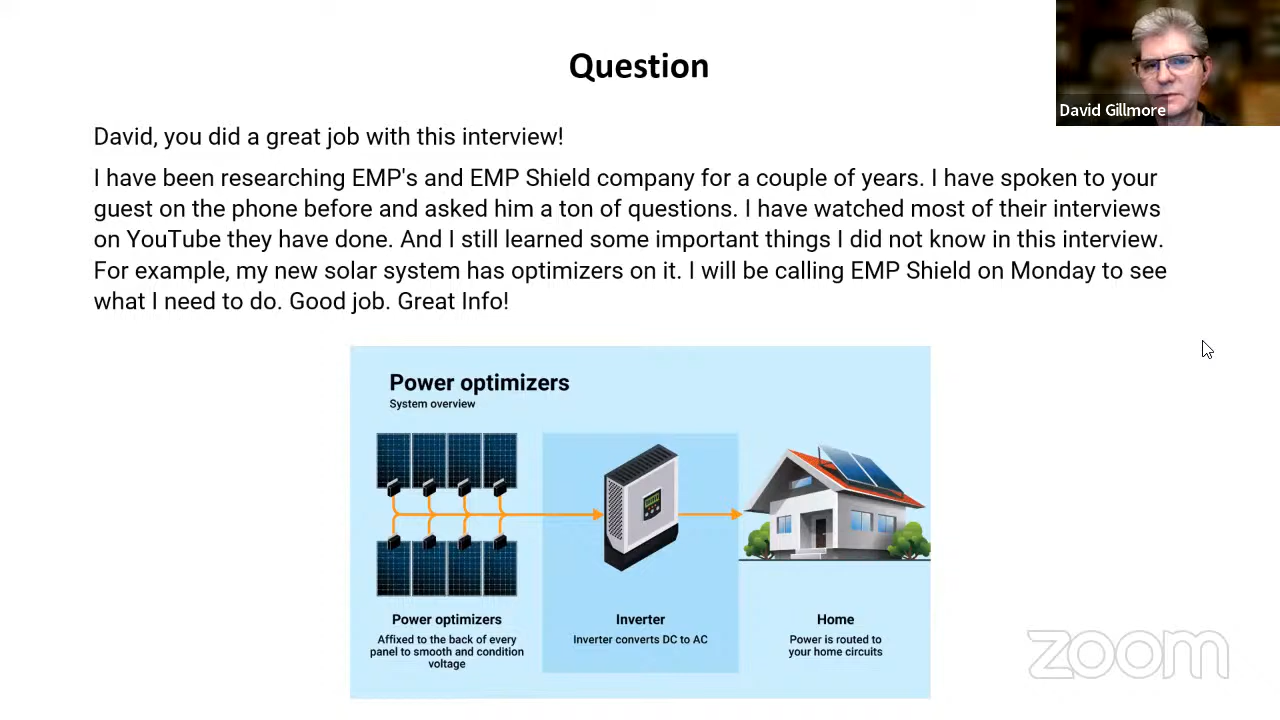 Question
David Gillmore
David, you did a great job with this interview!
I have been researching EMP's and EMP Shield company for a couple of years. I have spoken to your
guest on the phone before and asked him a ton of questions. I have watched most of their interviews
on YouTube they have done. And I still learned some important things I did not know in this interview.
For example, my new solar system has optimizers on it. I will be calling EMP Shield on Monday to see
what I need to do. Good job. Great Info!
Power optimizers
System overview
Power optimizers
Affixed to the back of every
panel to smooth and condition
voltage
Inverter
Inverter converts DC to AC
Home
Power is routed to
your home circuits
zoom